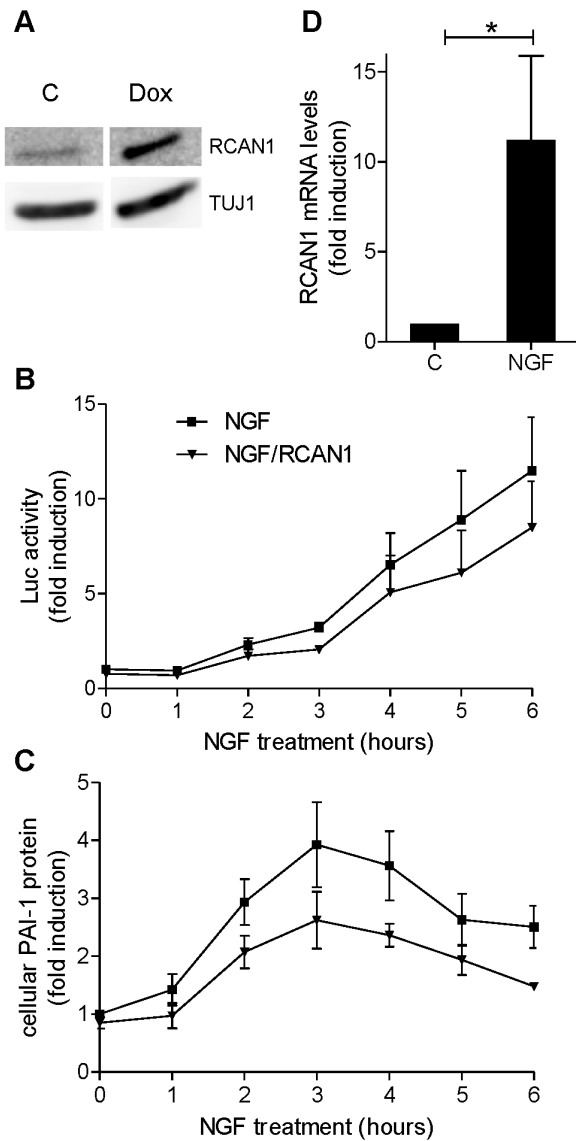 A
C
Dox
RCAN1
TUJ1
D
*
RCAN1 mRNA levels
(fold induction)
15
10
5
0
C
NGF
B
Luc activity
(fold induction)
15
10
5
0
NGF
NGF/RCAN1
0 1 2 3 4 5 6
NGF treatment (hours)
C
cellular PAI-1 protein
(fold induction)
5
4
3
2
1
0
0 1 2 3 4 5 6
NGF treatment (hours)